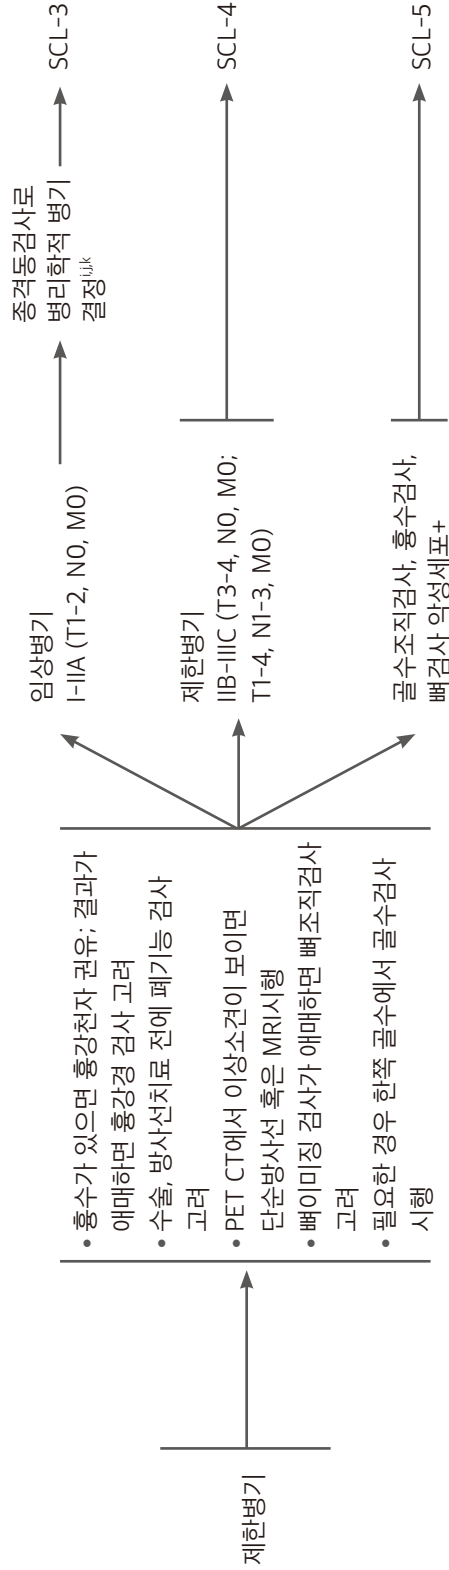 제한병기
• 흉수가 있으면 흉강천자 권유; 결과가
애매하면 흉강경 검사 고려
• 수술, 방사선치료 전에 폐기능 검사
고려
• PET CT에서 이상소견이 보이면
단순방사선 혹은 MRI시행
• 뼈이미징 검사가 애매하면 뼈조직검사
고려
• 필요한 경우 한쪽 골수에서 골수검사
시행
임상병기
I-IIA (T1-2, N0, M0)
종격동검사로
병리학적 병기
결정i,j,k
SCL-3
제한병기
IIB-IIIC (T3-4, N0, M0;
T1-4, N1-3, M0)
SCL-4
골수조직검사, 흉수검사,
뼈검사 악성세포+
SCL-5